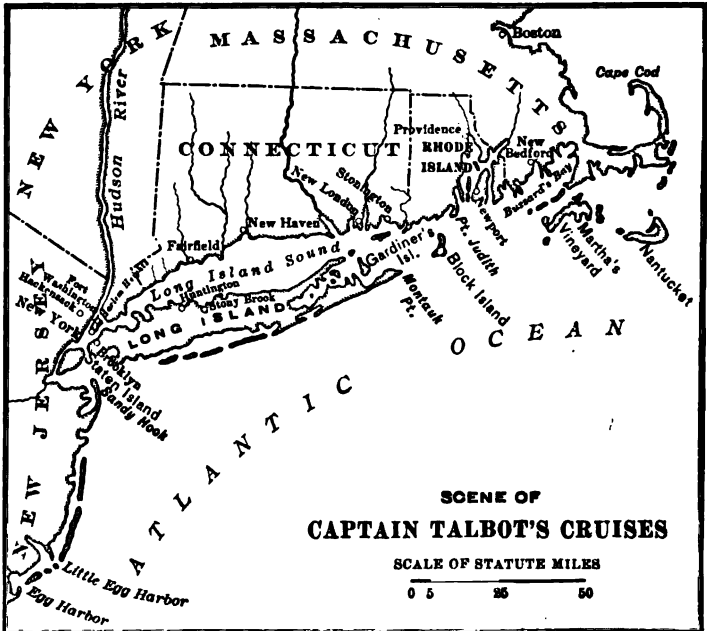 NEW YORK
MASSACHUSETTS
Boston
Cape Cod
Hudson River
Providence
RHODE ISLAND
New Bedford
CONNECTICUT
Buzzard's Bay
Stonington
New London
Newport
Pt. Judith
New Haven
Fairfield
Martha's Vineyard
Nantucket
Long Island Sound
Gardiner's Isl.
Block Island
Montauk Pt.
Huntington
Stony Brook
LONG ISLAND
Fort Washington
Hackensack
New York
Brooklyn
Staten Island
Sandy Hook
NEW JERSEY
ATLANTIC OCEAN
Little Egg Harbor
Egg Harbor
SCENE OF
CAPTAIN TALBOT'S CRUISES
SCALE OF STATUTE MILES
0 5 25 50